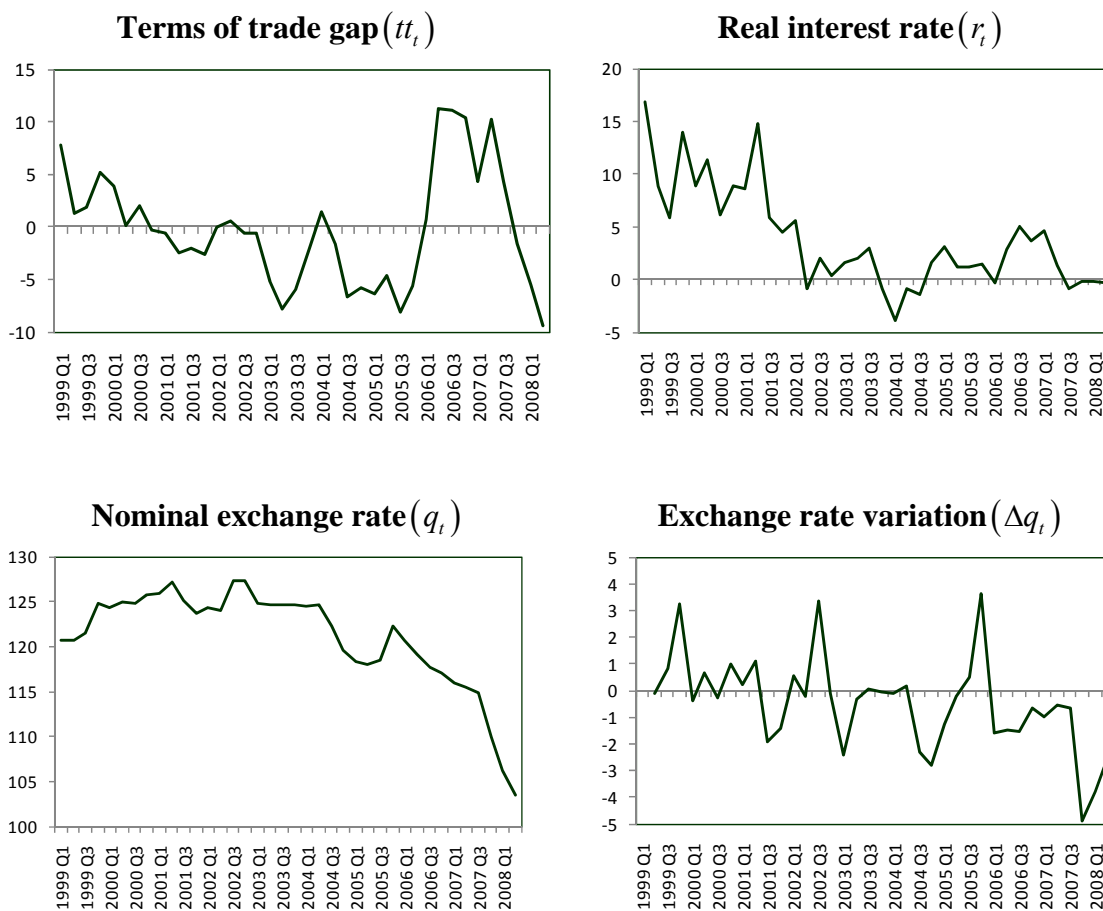 Terms of trade gap (tt_t)
15
10
5
0
-5
-10
1999 Q1
1999 Q3
2000 Q1
2000 Q3
2001 Q1
2001 Q3
2002 Q1
2002 Q3
2003 Q1
2003 Q3
2004 Q1
2004 Q3
2005 Q1
2005 Q3
2006 Q1
2006 Q3
2007 Q1
2007 Q3
2008 Q1
Real interest rate (r_t)
20
15
10
5
0
-5
1999 Q1
1999 Q3
2000 Q1
2000 Q3
2001 Q1
2001 Q3
2002 Q1
2002 Q3
2003 Q1
2003 Q3
2004 Q1
2004 Q3
2005 Q1
2005 Q3
2006 Q1
2006 Q3
2007 Q1
2007 Q3
2008 Q1
Nominal exchange rate (q_t)
130
125
120
115
110
105
100
1999 Q1
1999 Q3
2000 Q1
2000 Q3
2001 Q1
2001 Q3
2002 Q1
2002 Q3
2003 Q1
2003 Q3
2004 Q1
2004 Q3
2005 Q1
2005 Q3
2006 Q1
2006 Q3
2007 Q1
2007 Q3
2008 Q1
Exchange rate variation (Δq_t)
5
4
3
2
1
0
-1
-2
-3
-4
-5
1999 Q1
1999 Q3
2000 Q1
2000 Q3
2001 Q1
2001 Q3
2002 Q1
2002 Q3
2003 Q1
2003 Q3
2004 Q1
2004 Q3
2005 Q1
2005 Q3
2006 Q1
2006 Q3
2007 Q1
2007 Q3
2008 Q1